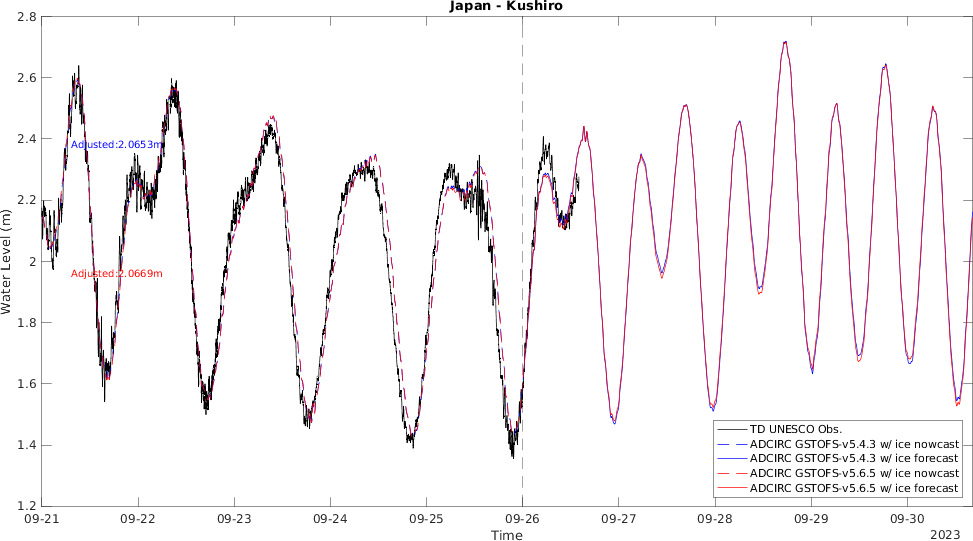 Japan - Kushiro
2.8
2.6
2.4
2.2
2
1.8
1.6
1.4
1.2
Water Level (m)
Adjusted:2.0653m
Adjusted:2.0669m
TD UNESCO Obs.
ADCIRC GSTOFS-v5.4.3 w/ ice nowcast
ADCIRC GSTOFS-v5.4.3 w/ ice forecast
ADCIRC GSTOFS-v5.6.5 w/ ice nowcast
ADCIRC GSTOFS-v5.6.5 w/ ice forecast
09-21 09-22 09-23 09-24 09-25 09-26 09-27 09-28 09-29 09-30
Time
2023